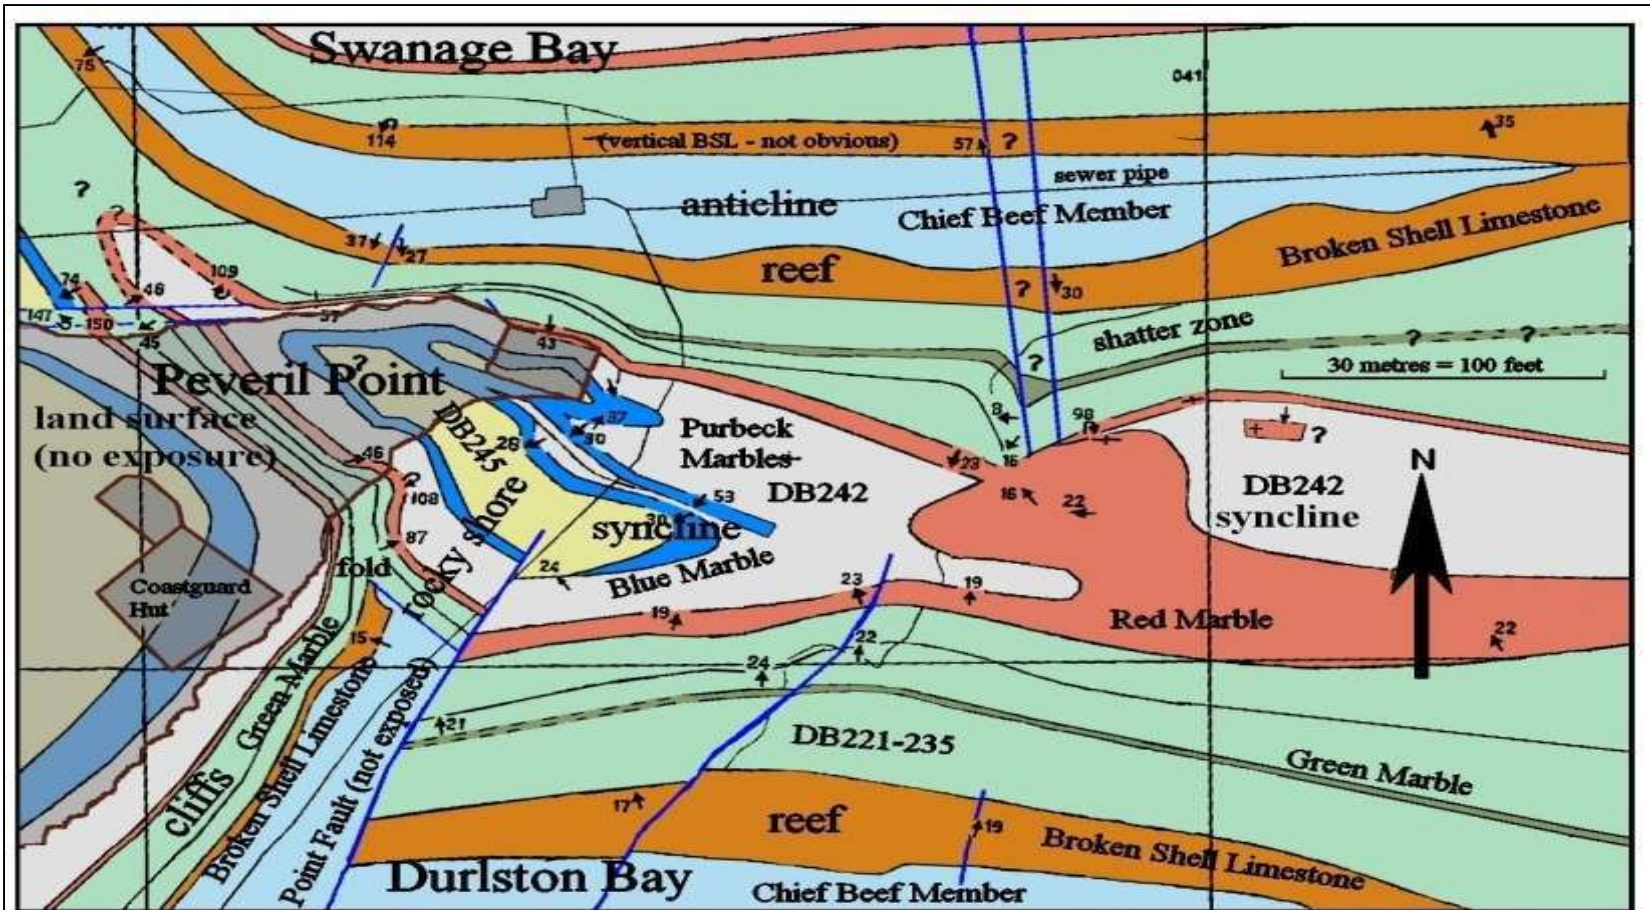 Swanage Bay
75
041
114
(vertical BSL - not obvious)
57
?
35
sewer pipe
?
?
anticline
Chief Beef Member
Broken Shell Limestone
37
27
reef
109
74
46
?
30
147
150
45
57
43
shatter zone
?
?
?
30 metres = 100 feet
Peveril Point
?
land surface
(no exposure)
DB245
28
30
37
Purbeck
Marbles
DB242
8
98
23
16
?
N
46
108
rocky shore
53
16
22
DB242
syncline
syncline
87
fold
24
Blue Marble
23
19
Coastguard
Hut
19
Red Marble
22
15
22
24
Green Marble
21
DB221-235
Green Marble
cliffs
Broken Shell Limestone
Point Fault (not exposed)
17
reef
19
Broken Shell Limestone
Durlston Bay
Chief Beef Member